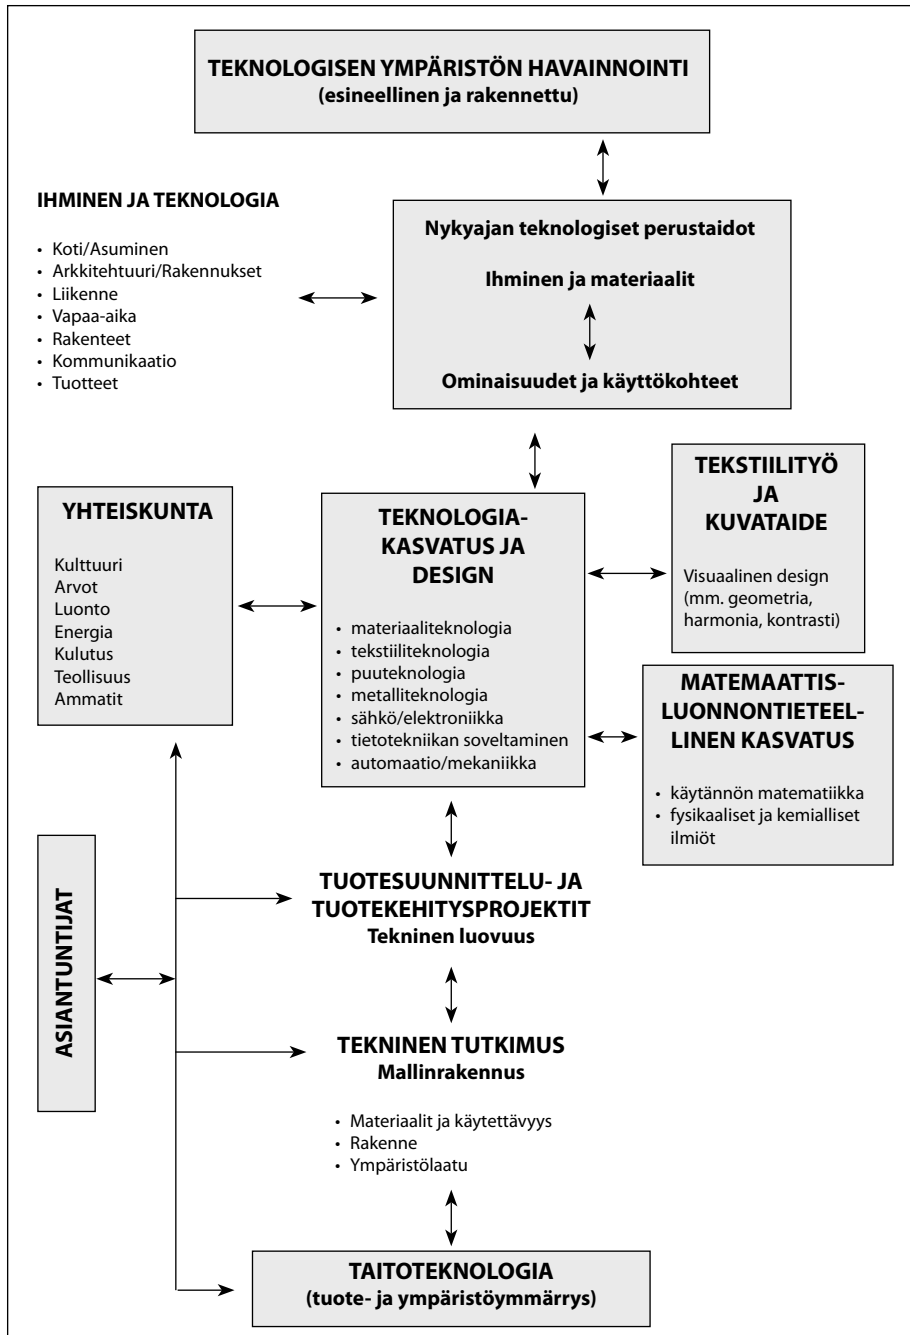 TEKNOLOGISEN YMPÄRISTÖN HAVAINNOINTI
(esineellinen ja rakennettu)
IHMINEN JA TEKNOLOGIA
• Koti/Asuminen
• Arkkitehtuuri/Rakennukset
• Liikenne
• Vapaa-aika
• Rakenteet
• Kommunikaatio
• Tuotteet
Nykyajan teknologiset perustaidot
Ihminen ja materiaalit
Ominaisuudet ja käyttökohteet
YHTEISKUNTA
Kulttuuri
Arvot
Luonto
Energia
Kulutus
Teollisuus
Ammatit
TEKNOLOGIA-
KASVATUS JA
DESIGN
• materiaaliteknologia
• tekstiiliteknologia
• puuteknologia
• metalliteknologia
• sähkö/elektroniikka
• tietotekniikan soveltaminen
• automaatio/mekaniikka
TEKSTIILITYÖ
JA
KUVATAIDE
Visuaalinen design
(mm. geometria,
harmonia, kontrasti)
MATEMAATTIS-
LUONNONTIETEEL-
LINEN KASVATUS
• käytännön matematiikka
• fysikaaliset ja kemialliset
ilmiöt
ASIANTUNTIJAT
TUOTESUUNNITTELU- JA
TUOTEKEHITYSPROJEKTIT
Tekninen luovuus
TEKNINEN TUTKIMUS
Mallinrakennus
• Materiaalit ja käytettävyys
• Rakenne
• Ympäristölaatu
TAITOTEKNOLOGIA
(tuote- ja ympäristöymmärrys)